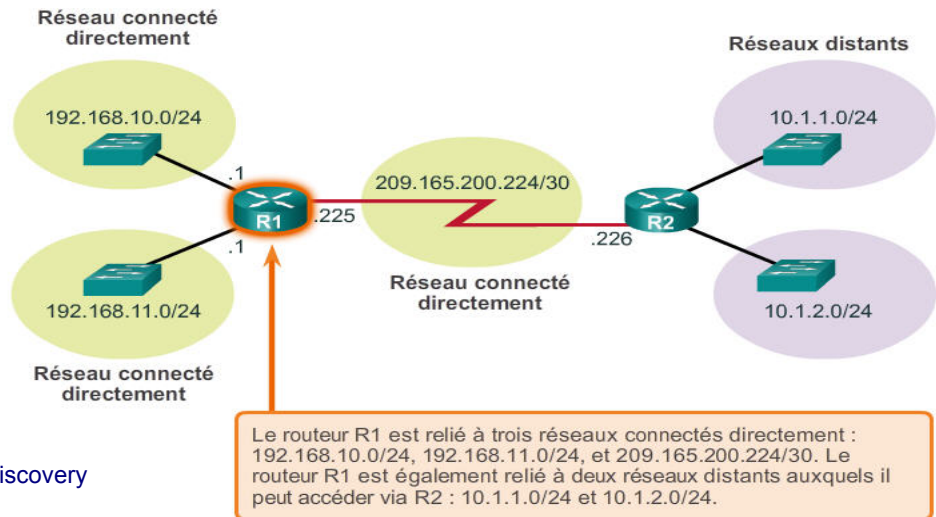 Réseau connecté
directement
Réseaux distants
192.168.10.0/24
10.1.1.0/24
.1
209.165.200.224/30
R1
.225
R2
.226
.1
Réseau connecté
directement
192.168.11.0/24
10.1.2.0/24
Réseau connecté
directement
Le routeur R1 est relié à trois réseaux connectés directement :
192.168.10.0/24, 192.168.11.0/24, et 209.165.200.224/30. Le
routeur R1 est également relié à deux réseaux distants auxquels il
peut accéder via R2 : 10.1.1.0/24 et 10.1.2.0/24.
iscovery